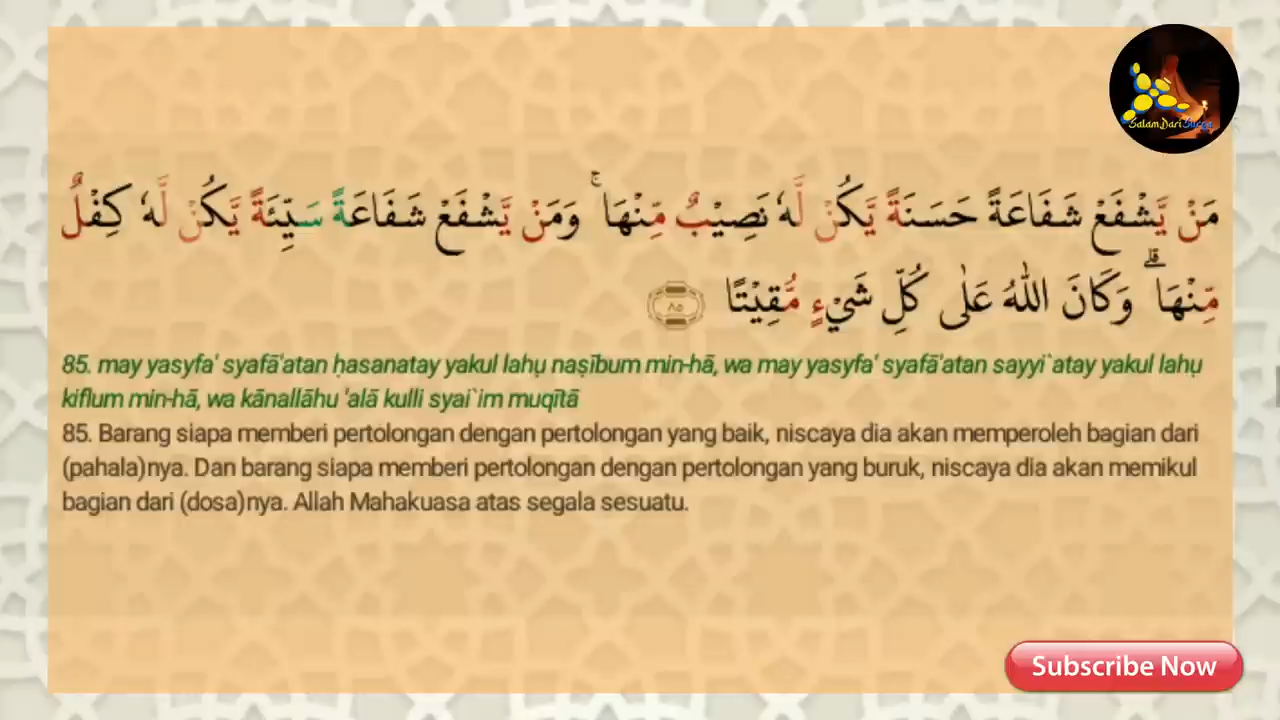 SalamDariSurga
مَنْ يَّشْفَعْ شَفَاعَةً حَسَنَةً يَّكُنْ لَّهٗ نَصِيْبٌ مِّنْهَا ۚ وَمَنْ يَّشْفَعْ شَفَاعَةً سَيِّئَةً يَّكُنْ لَّهٗ كِفْلٌ
مِّنْهَا ۗ وَكَانَ اللّٰهُ عَلٰى كُلِّ شَيْءٍ مُّقِيْتًا ٨٥
85. may yasyfa' syafā'atan ḥasanatay yakul lahụ naṣībum min-hā, wa may yasyfa' syafā'atan sayyi`atay yakul lahụ
kiflum min-hā, wa kānallāhu 'alā kulli syai`im muqītā
85. Barang siapa memberi pertolongan dengan pertolongan yang baik, niscaya dia akan memperoleh bagian dari
(pahala)nya. Dan barang siapa memberi pertolongan dengan pertolongan yang buruk, niscaya dia akan memikul
bagian dari (dosa)nya. Allah Mahakuasa atas segala sesuatu.
Subscribe Now